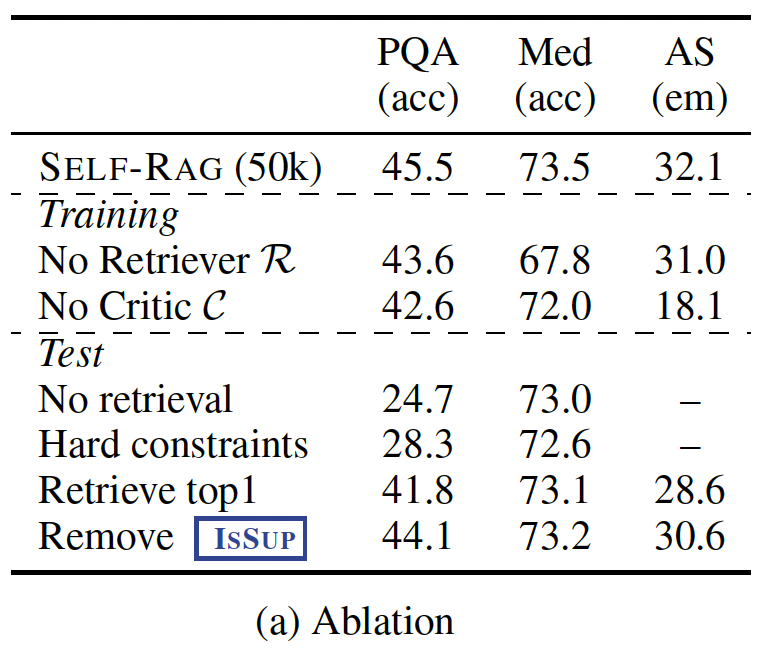 PQA Med AS
(acc) (acc) (em)
SELF-RAG (50k) 45.5 73.5 32.1
Training
No Retriever R 43.6 67.8 31.0
No Critic C 42.6 72.0 18.1
Test
No retrieval 24.7 73.0 –
Hard constraints 28.3 72.6 –
Retrieve top1 41.8 73.1 28.6
Remove ISSUP 44.1 73.2 30.6
(a) Ablation